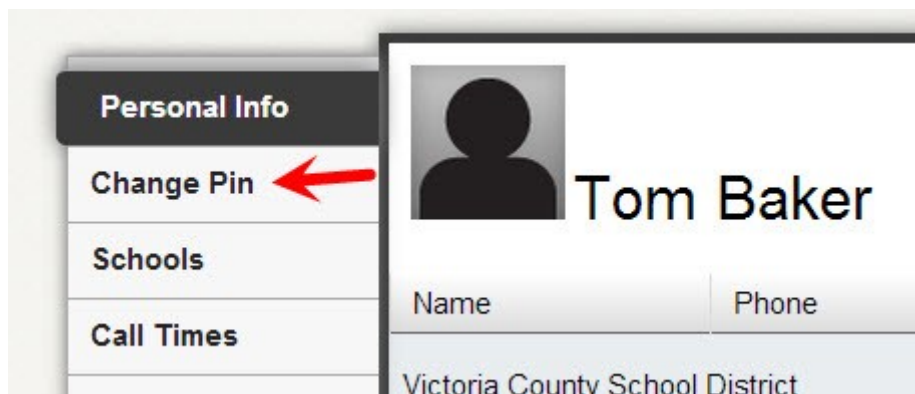 Personal Info
Change Pin
Schools
Call Times
Tom Baker
Name Phone
Victoria County School District